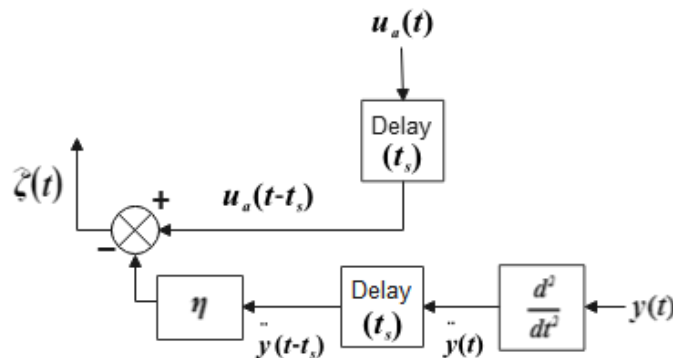 u_a(t)
Delay
(t_s)
ζ̂(t)
+
u_a(t-t_s)
−
η
Delay
(t_s)
d²
dt²
y(t)
ÿ(t-t_s)
ÿ(t)